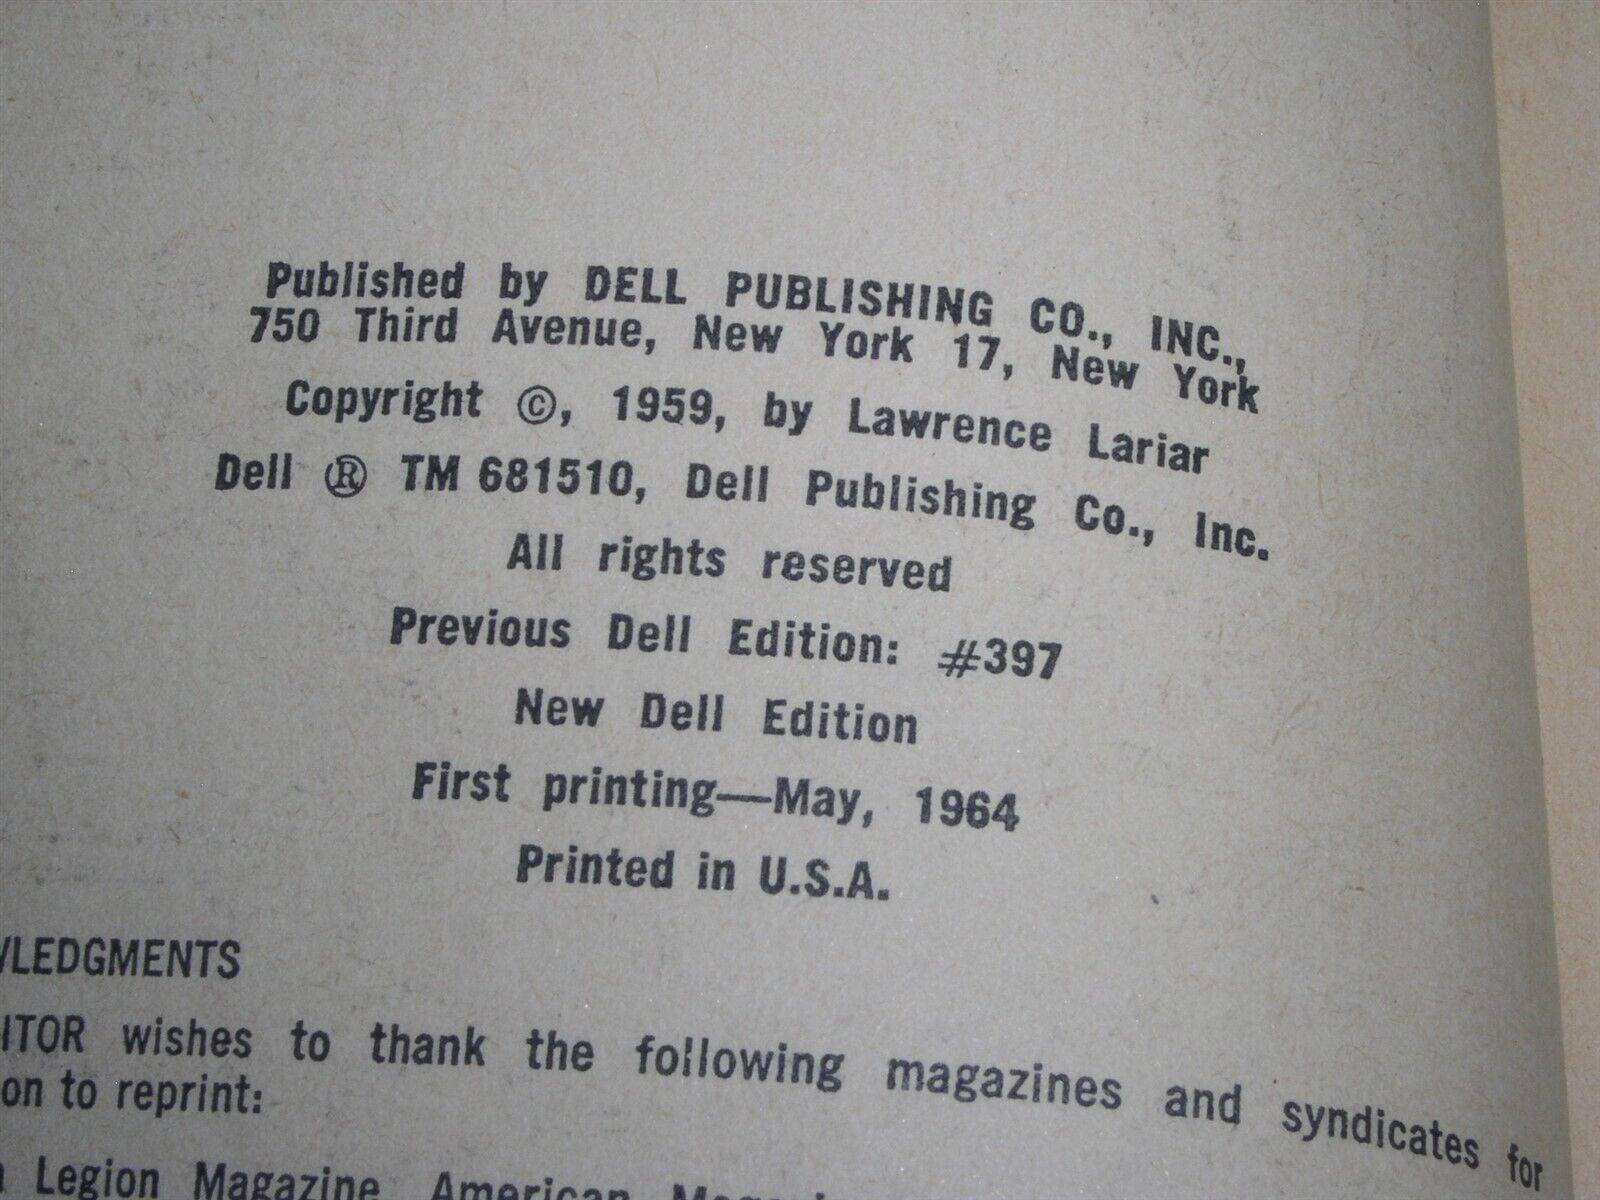 Published by DELL PUBLISHING CO., INC.,
750 Third Avenue, New York 17, New York
Copyright ©, 1959, by Lawrence Lariar
Dell ® TM 681510, Dell Publishing Co., Inc.
All rights reserved
Previous Dell Edition: #397
New Dell Edition
First printing—May, 1964
Printed in U.S.A.
WLEDGMENTS
ITOR wishes to thank the following magazines and syndicates for
on to reprint:
Legion Magazine, American